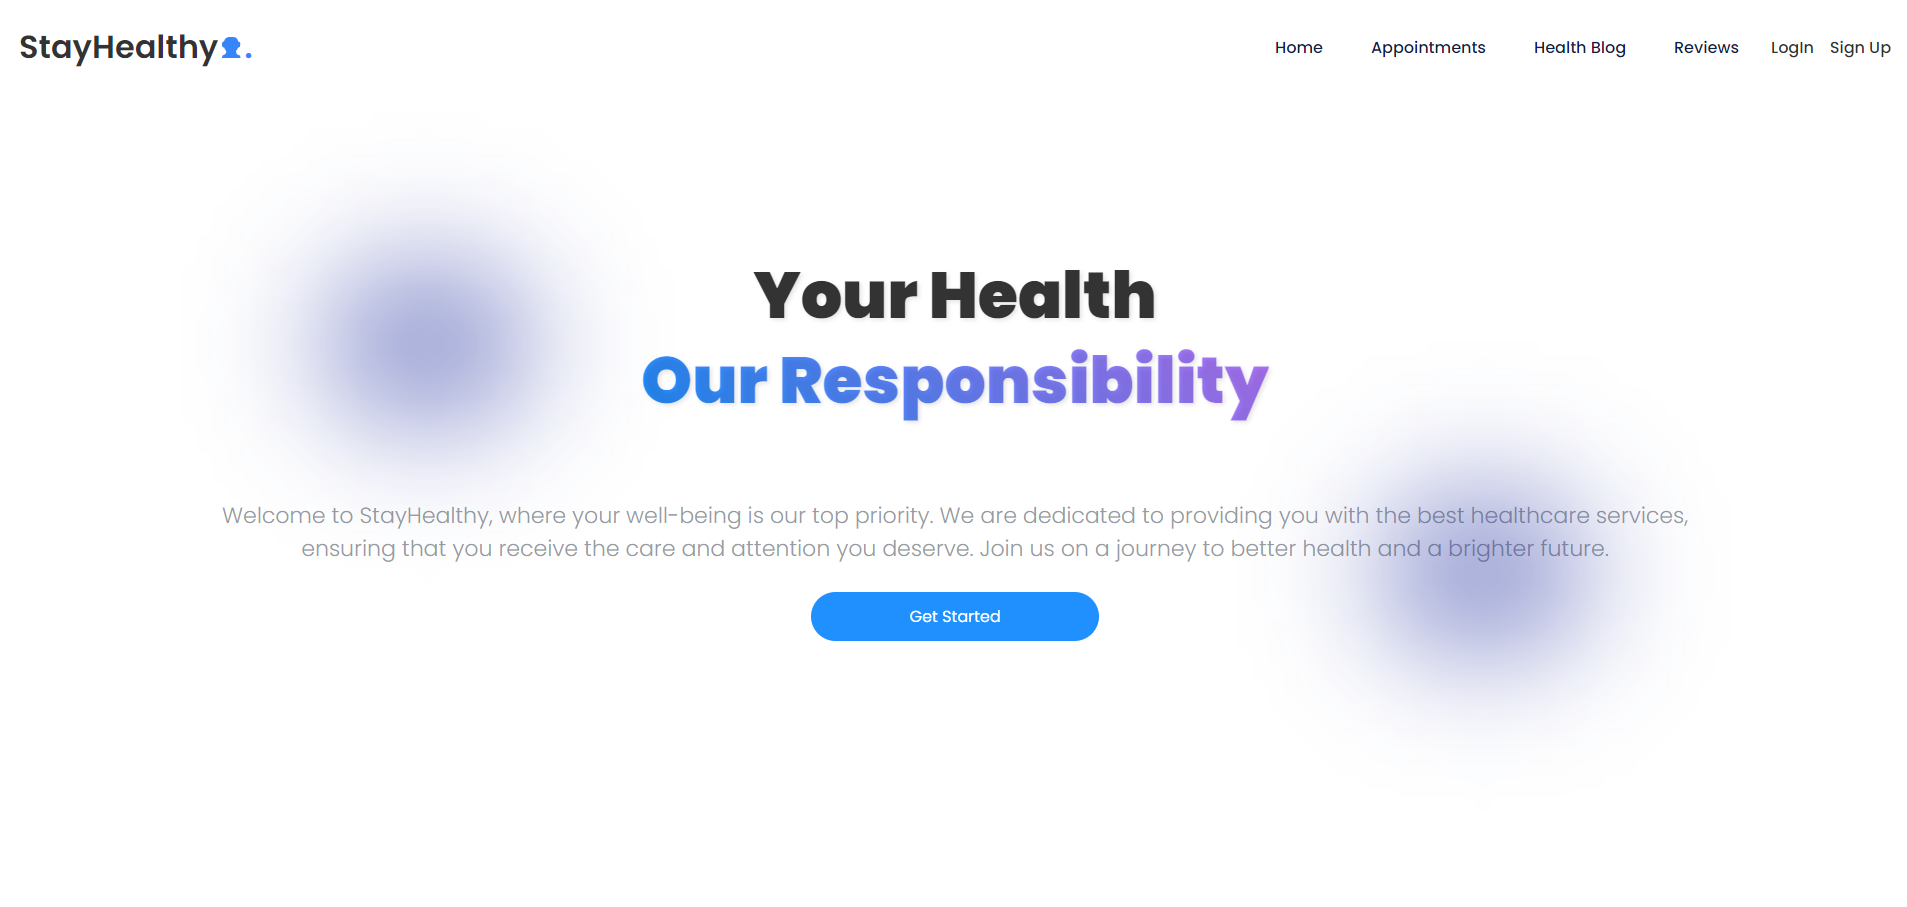 StayHealthy.
Home Appointments Health Blog Reviews LogIn Sign Up
Your Health
Our Responsibility
Welcome to StayHealthy, where your well-being is our top priority. We are dedicated to providing you with the best healthcare services,
ensuring that you receive the care and attention you deserve. Join us on a journey to better health and a brighter future.
Get Started